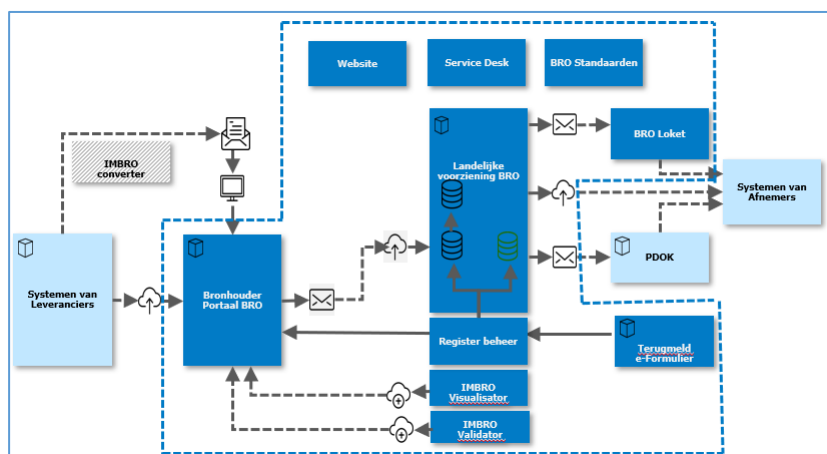 Website
Service Desk
BRO Standaarden
IMBRO
converter
Landelijke
voorziening BRO
BRO Loket
Systemen van
Afnemers
Systemen van
Leveranciers
Bronhouder
Portaal BRO
PDOK
Register beheer
Terugmeld
e-Formulier
IMBRO
Visualisator
IMBRO
Validator